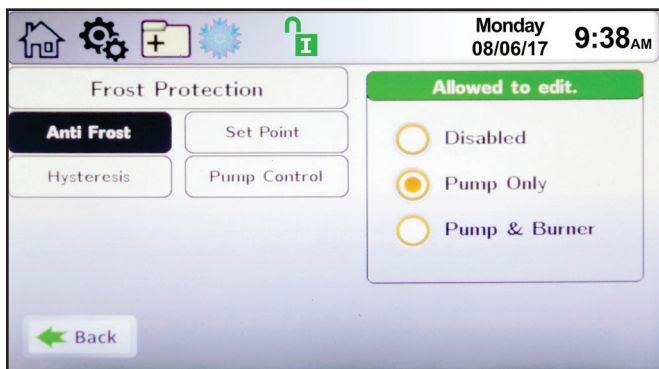 Monday
08/06/17
9:38AM
Frost Protection
Anti Frost
Set Point
Hysteresis
Pump Control
Allowed to edit.
Disabled
Pump Only
Pump & Burner
Back
I